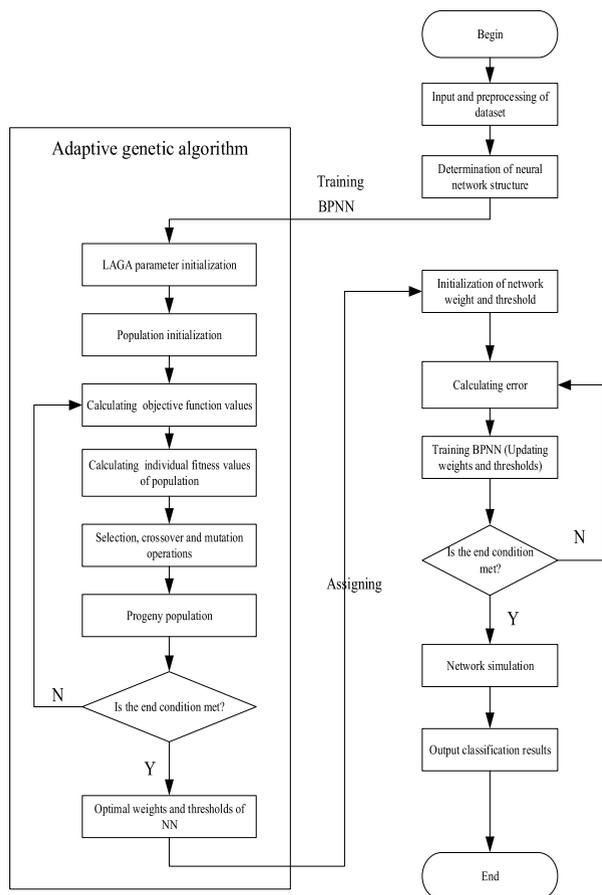 Begin
Input and preprocessing of
dataset
Determination of neural
network structure
Training
BPNN
Adaptive genetic algorithm
LAGA parameter initialization
Population initialization
Calculating objective function values
Calculating individual fitness values
of population
Selection, crossover and mutation
operations
Progeny population
Is the end condition met?
N
Y
Optimal weights and thresholds of
NN
Assigning
Initialization of network
weight and threshold
Calculating error
Training BPNN (Updating
weights and thresholds)
Is the end condition
met?
N
Y
Network simulation
Output classification results
End